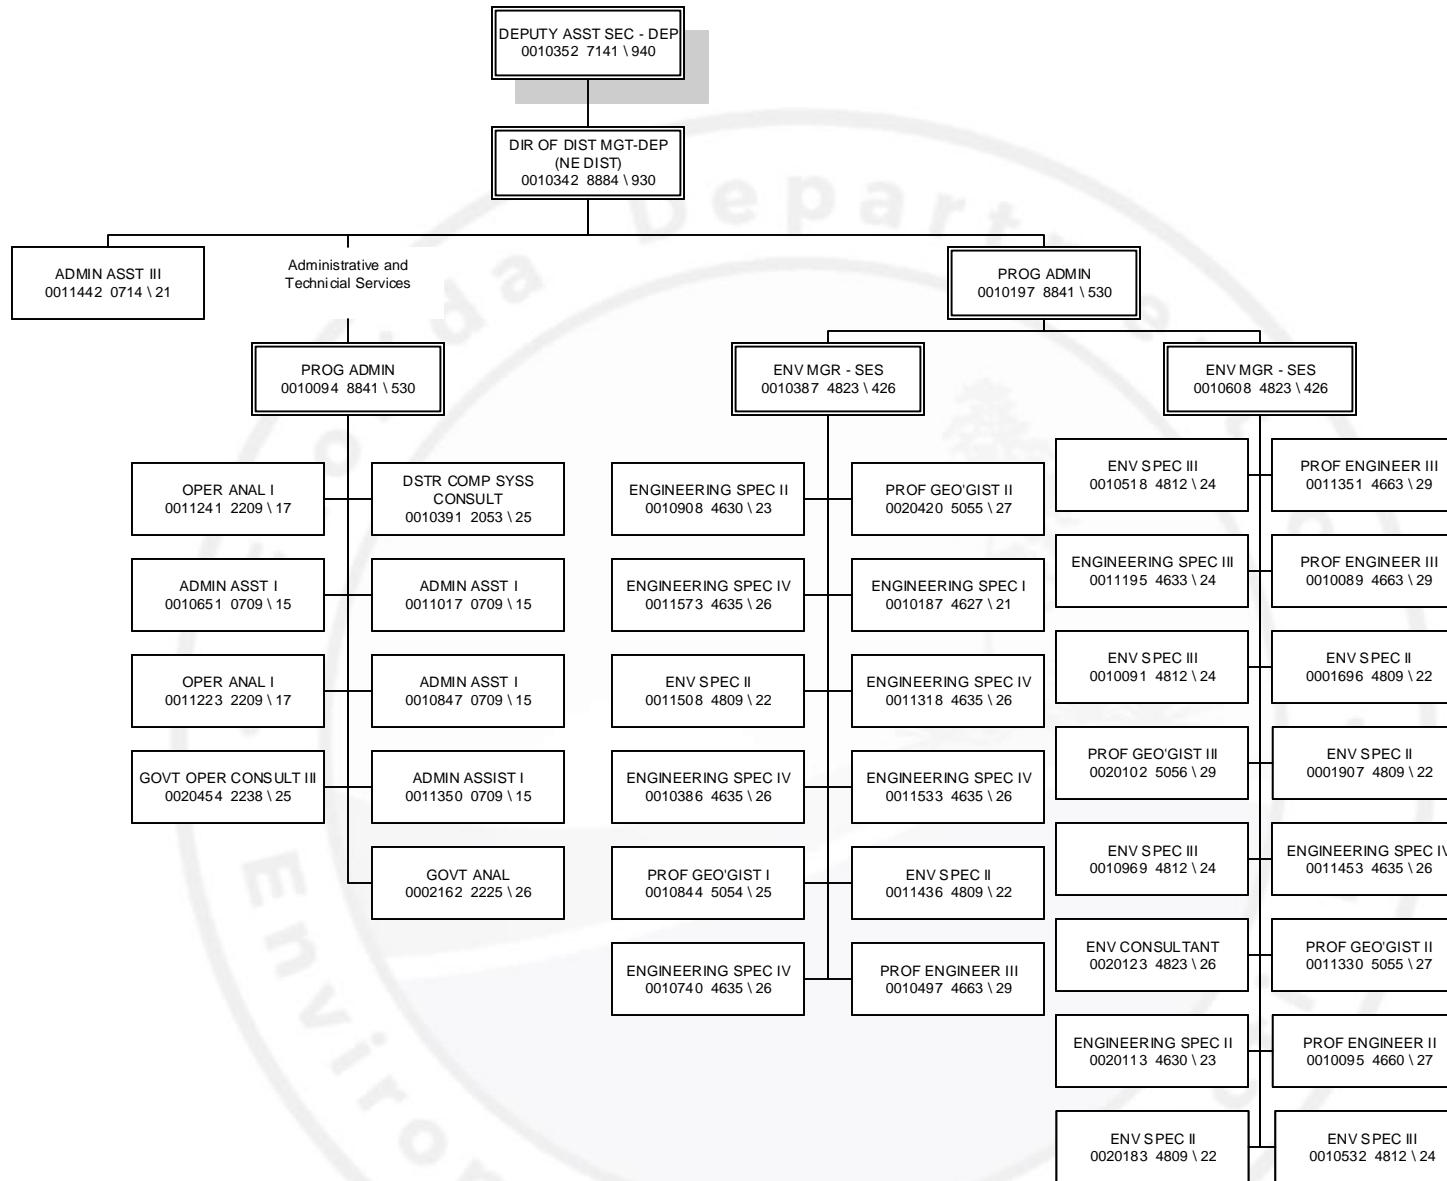 DEPUTY ASST SEC - DEP
0010352 7141 \ 940
DIR OF DIST MGT-DEP
(NE DIST)
0010342 8884 \ 930
ADMIN ASST III
0011442 0714 \ 21
Administrative and
Technicial Services
PROG ADMIN
0010197 8841 \ 530
PROG ADMIN
0010094 8841 \ 530
ENV MGR - SES
0010387 4823 \ 426
ENV MGR - SES
0010608 4823 \ 426
OPER ANAL I
0011241 2209 \ 17
DSTR COMP SYSS
CONSULT
0010391 2053 \ 25
ADMIN ASST I
0010651 0709 \ 15
ADMIN ASST I
0011017 0709 \ 15
OPER ANAL I
0011223 2209 \ 17
ADMIN ASST I
0010847 0709 \ 15
GOVT OPER CONSULT III
0020454 2238 \ 25
ADMIN ASSIST I
0011350 0709 \ 15
GOVT ANAL
0002162 2225 \ 26
ENGINEERING SPEC II
0010908 4630 \ 23
PROF GEO'GIST II
0020420 5055 \ 27
ENGINEERING SPEC IV
0011573 4635 \ 26
ENGINEERING SPEC I
0010187 4627 \ 21
ENV SPEC II
0011508 4809 \ 22
ENGINEERING SPEC IV
0011318 4635 \ 26
ENGINEERING SPEC IV
0010386 4635 \ 26
ENGINEERING SPEC IV
0011533 4635 \ 26
PROF GEO'GIST I
0010844 5054 \ 25
ENV SPEC II
0011436 4809 \ 22
ENGINEERING SPEC IV
0010740 4635 \ 26
PROF ENGINEER III
0010497 4663 \ 29
ENV SPEC III
0010518 4812 \ 24
PROF ENGINEER III
0011351 4663 \ 29
ENGINEERING SPEC III
0011195 4633 \ 24
PROF ENGINEER III
0010089 4663 \ 29
ENV SPEC III
0010091 4812 \ 24
ENV SPEC II
0001696 4809 \ 22
PROF GEO'GIST III
0020102 5056 \ 29
ENV SPEC II
0001907 4809 \ 22
ENV SPEC III
0010969 4812 \ 24
ENGINEERING SPEC IV
0011453 4635 \ 26
ENV CONSULTANT
0020123 4823 \ 26
PROF GEO'GIST II
0011330 5055 \ 27
ENGINEERING SPEC II
0020113 4630 \ 23
PROF ENGINEER II
0010095 4660 \ 27
ENV SPEC II
0020183 4809 \ 22
ENV SPEC III
0010532 4812 \ 24